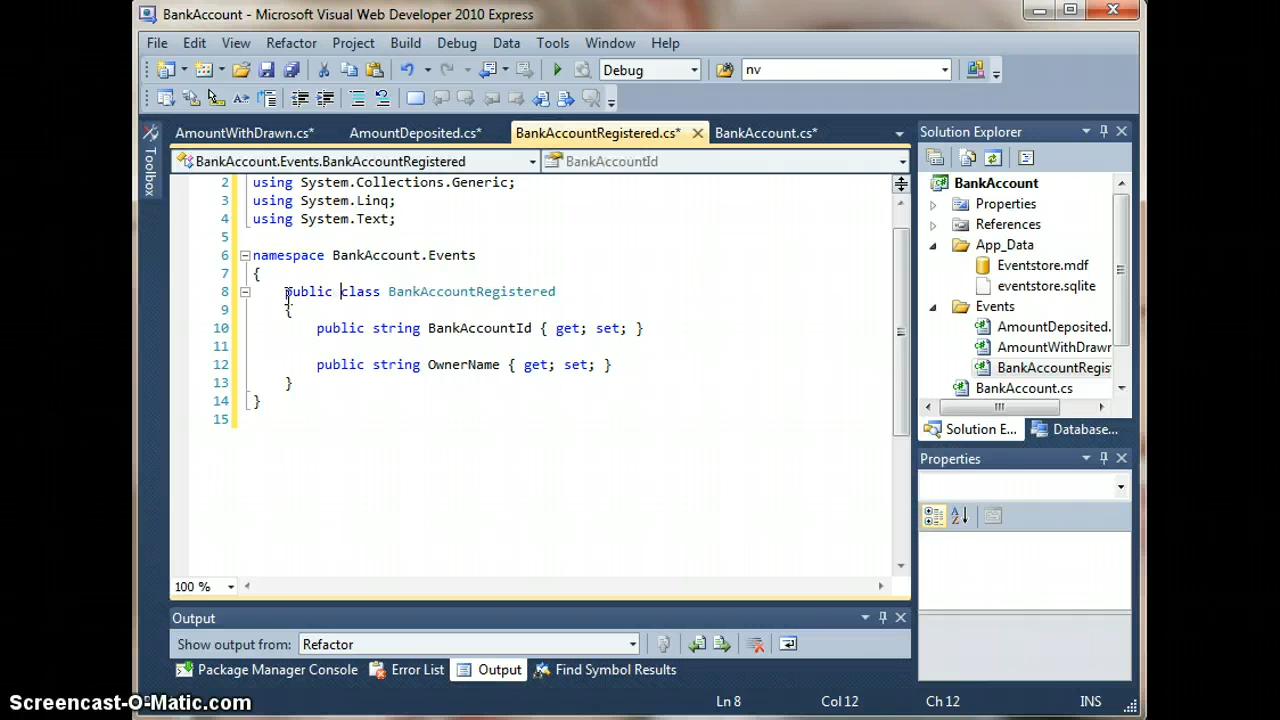 BankAccount - Microsoft Visual Web Developer 2010 Express
File Edit View Refactor Project Build Debug Data Tools Window Help
Debug nv
AmountWithDrawn.cs* AmountDeposited.cs* BankAccountRegistered.cs* BankAccount.cs*
Toolbox
BankAccount.Events.BankAccountRegistered BankAccountId
2 using System.Collections.Generic;
3 using System.Linq;
4 using System.Text;
5
6 namespace BankAccount.Events
7 {
8 public class BankAccountRegistered
9 {
10 public string BankAccountId { get; set; }
11
12 public string OwnerName { get; set; }
13 }
14 }
15
100 %
Solution Explorer
BankAccount
Properties
References
App_Data
Eventstore.mdf
eventstore.sqlite
Events
AmountDeposited.
AmountWithDrawn
BankAccountRegis
BankAccount.cs
Solution E... Database...
Properties
Output
Show output from: Refactor
Package Manager Console Error List Output Find Symbol Results
Ln 8 Col 12 Ch 12 INS
Screencast-O-Matic.com